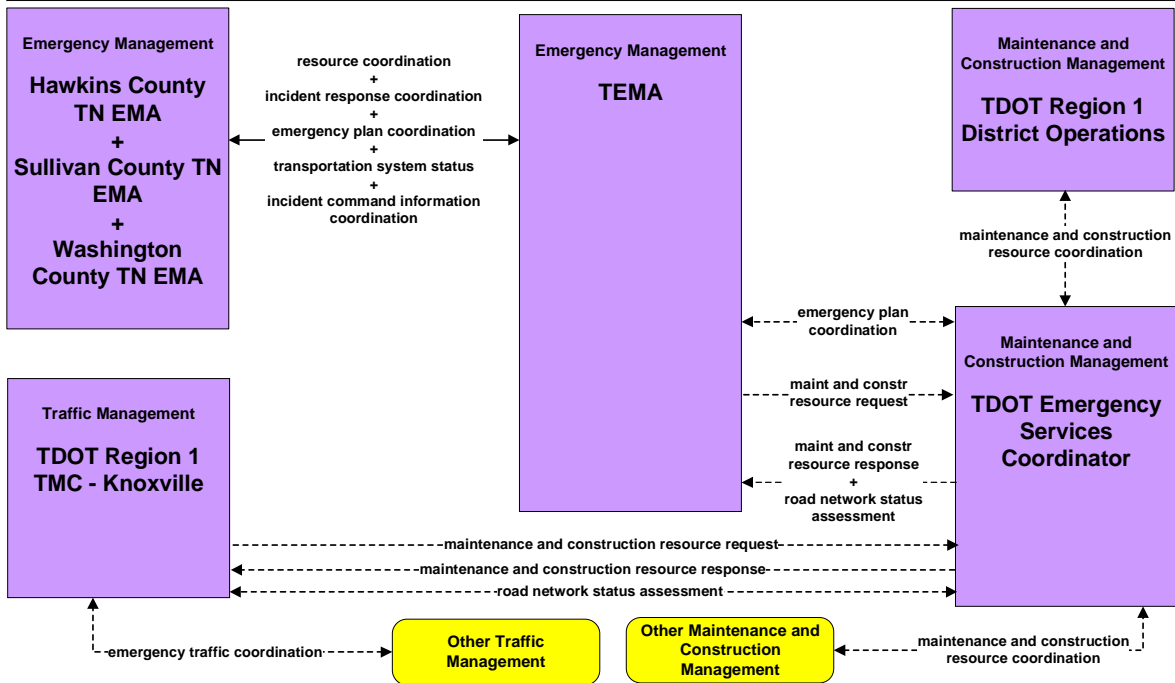 Emergency Management
Hawkins County
TN EMA
+
Sullivan County TN
EMA
+
Washington
County TN EMA
resource coordination
+
incident response coordination
+
emergency plan coordination
+
transportation system status
+
incident command information
coordination
Emergency Management
TEMA
Maintenance and
Construction Management
TDOT Region 1
District Operations
maintenance and construction
resource coordination
emergency plan
coordination
maint and constr
resource request
maint and constr
resource response
+
road network status
assessment
Maintenance and
Construction Management
TDOT Emergency
Services
Coordinator
Traffic Management
TDOT Region 1
TMC - Knoxville
maintenance and construction resource request
maintenance and construction resource response
road network status assessment
emergency traffic coordination
Other Traffic
Management
Other Maintenance and
Construction
Management
maintenance and construction
resource coordination